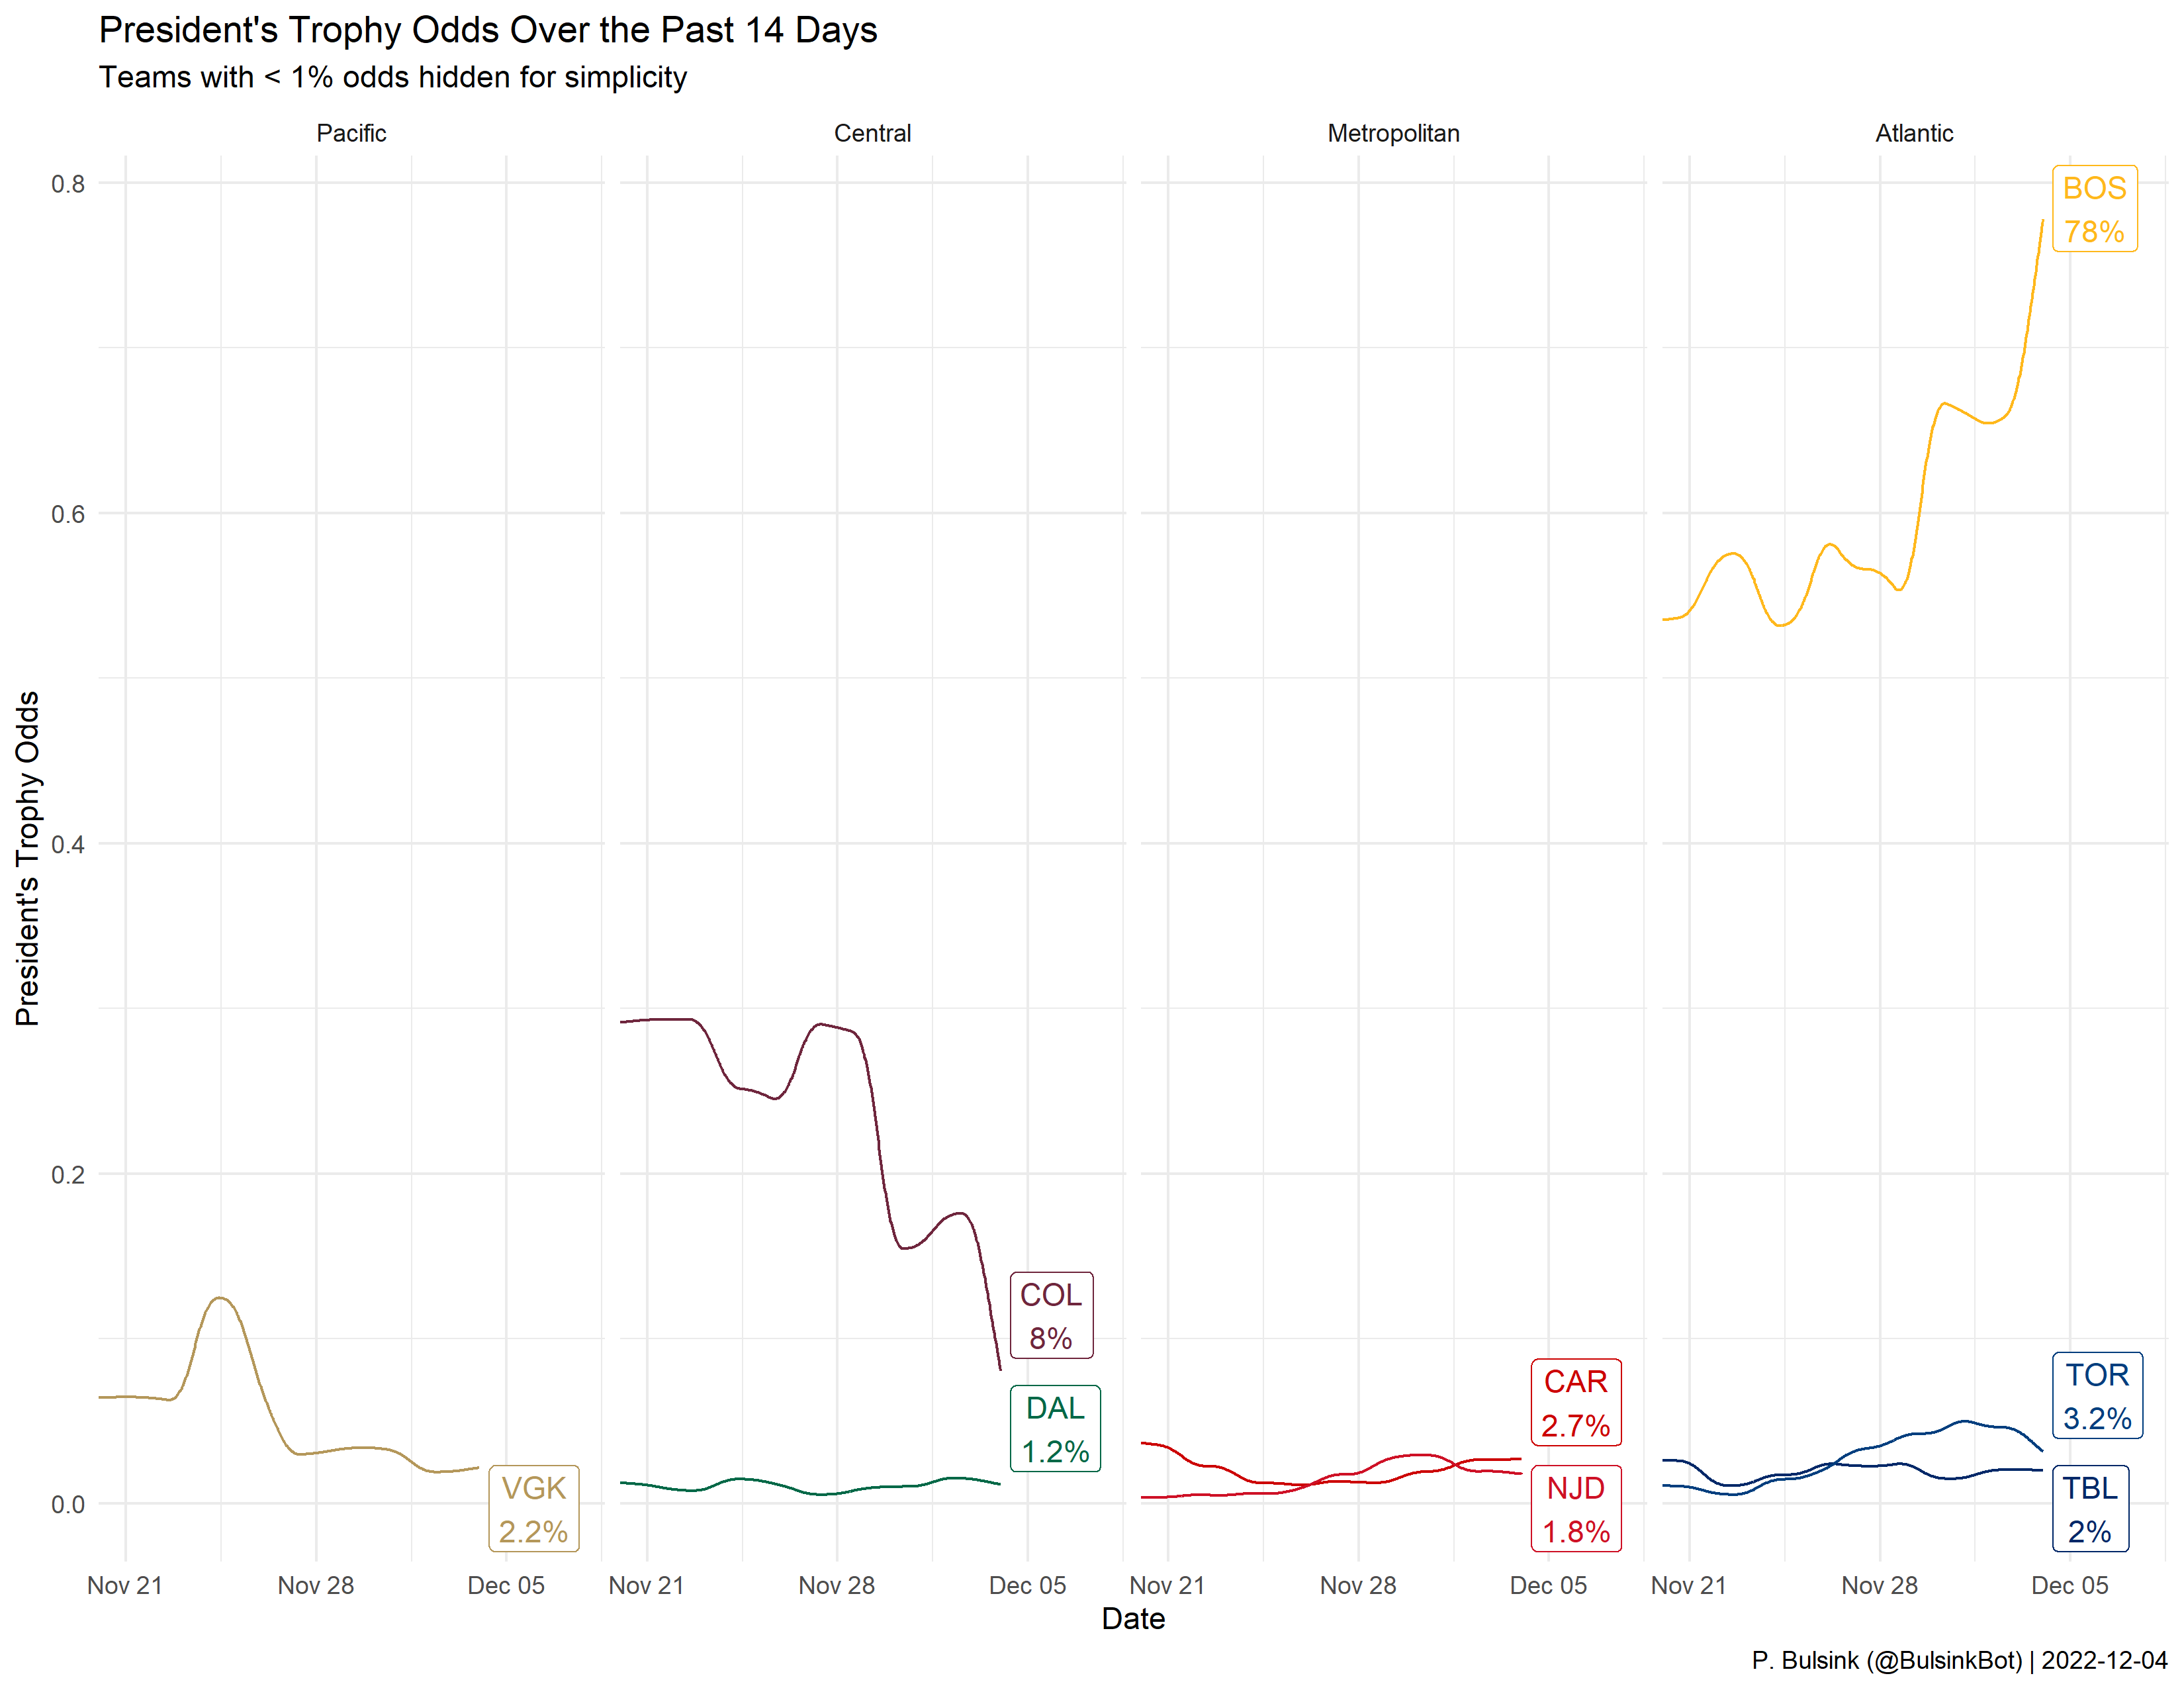 President's Trophy Odds Over the Past 14 Days
Teams with < 1% odds hidden for simplicity
Pacific
Central
Metropolitan
Atlantic
President's Trophy Odds
0.8
0.6
0.4
0.2
0.0
VGK
2.2%
COL
8%
DAL
1.2%
CAR
2.7%
NJD
1.8%
BOS
78%
TOR
3.2%
TBL
2%
Nov 21 Nov 28 Dec 05 Nov 21 Nov 28 Dec 05 Nov 21 Nov 28 Dec 05 Nov 21 Nov 28 Dec 05
Date
P. Bulsink (@BulsinkBot) | 2022-12-04